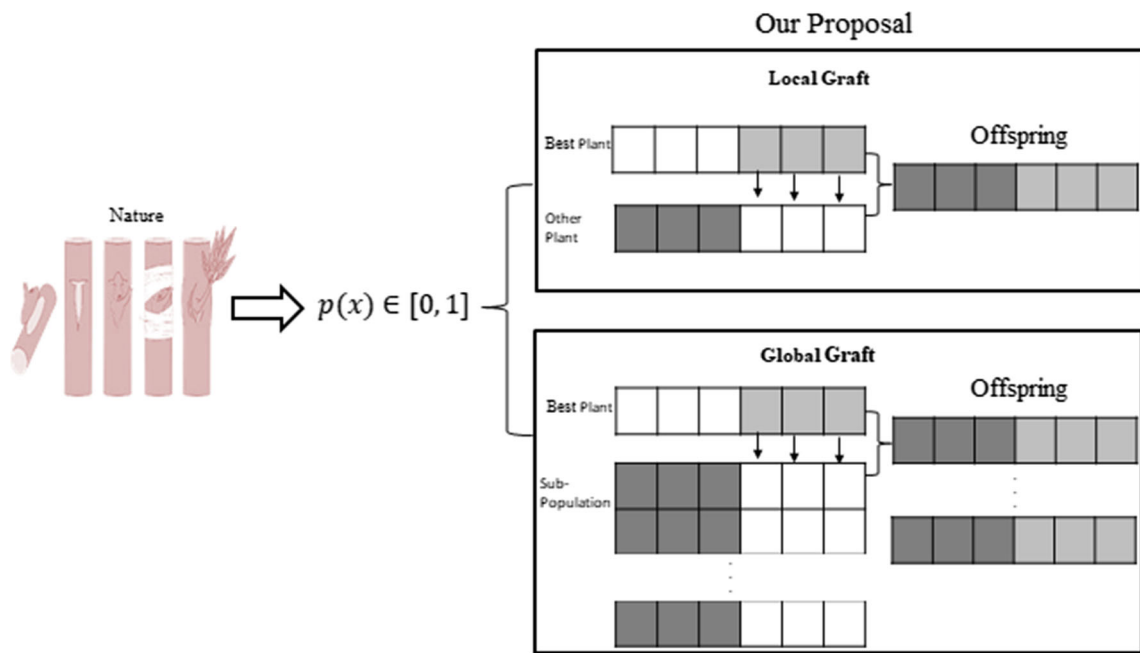 Our Proposal
Nature
p(x) ∈ [0, 1]
Local Graft
Best Plant
Other
Plant
Offspring
Global Graft
Best Plant
Sub-
Population
Offspring